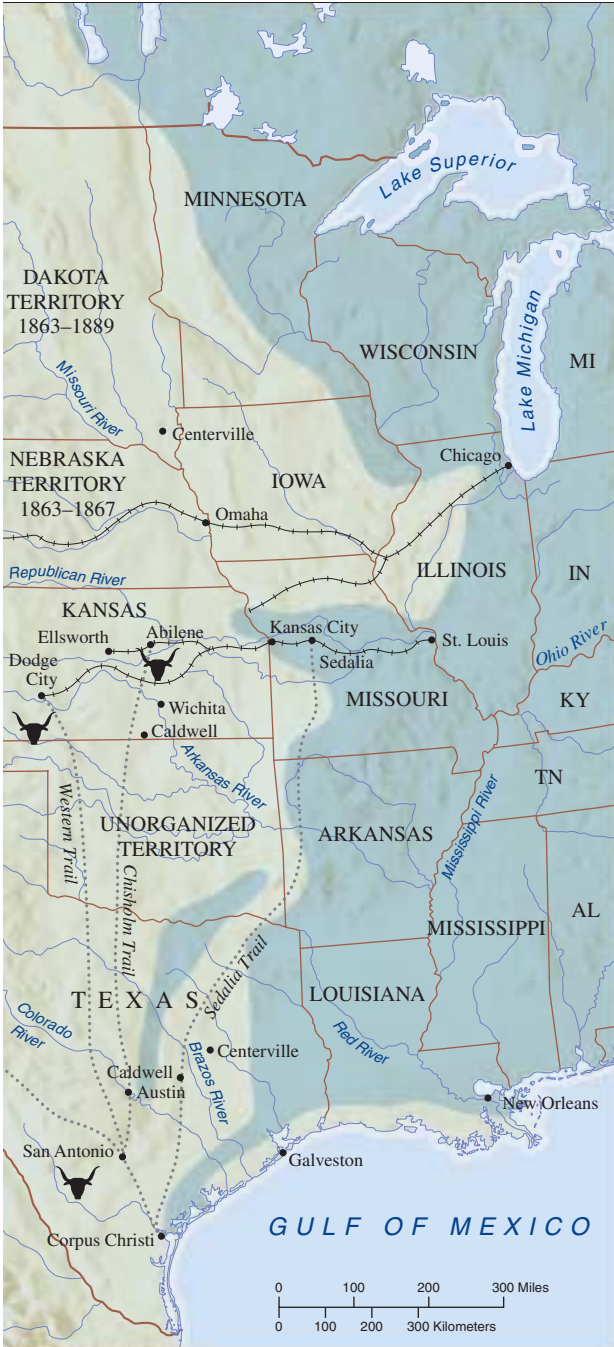 Lake Superior
MINNESOTA
DAKOTA
TERRITORY
1863–1889
WISCONSIN
Lake Michigan
MI
Missouri River
Centerville
NEBRASKA
TERRITORY
1863–1867
Chicago
IOWA
Omaha
Republican River
ILLINOIS
IN
KANSAS
Ellsworth
Abilene
Kansas City
Sedalia
St. Louis
Ohio River
Dodge
City
MISSOURI
KY
Wichita
Caldwell
Arkansas River
TN
Western Trail
Chisholm Trail
UNORGANIZED
TERRITORY
ARKANSAS
Mississippi River
MISSISSIPPI
AL
Sedalia Trail
TEXAS
LOUISIANA
Colorado
River
Brazos River
Centerville
Red River
Caldwell
Austin
New Orleans
San Antonio
Galveston
Corpus Christi
GULF OF MEXICO
0 100 200 300 Miles
0 100 200 300 Kilometers